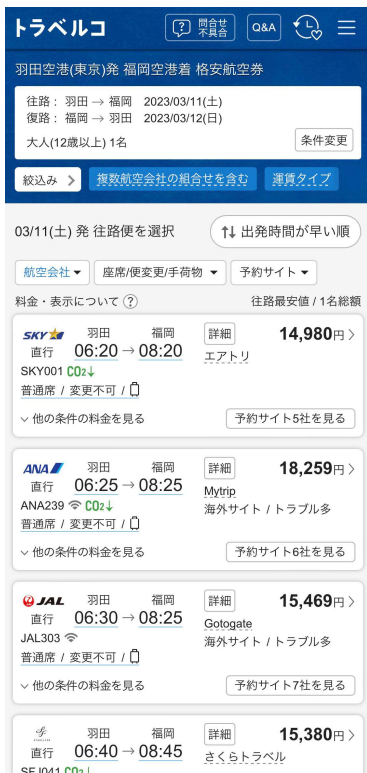 トラベルコ
? 問合せ 不具合
Q&A
羽田空港(東京)発 福岡空港着 格安航空券
往路： 羽田 → 福岡 2023/03/11(土)
復路： 福岡 → 羽田 2023/03/12(日)
大人(12歳以上) 1名
条件変更
絞込み
複数航空会社の組合せを含む
運賃タイプ
03/11(土) 発 往路便を選択
↑↓ 出発時間が早い順
航空会社▼
座席/便変更/手荷物 ▼
予約サイト ▼
料金・表示について ?
往路最安値 / 1名総額
SKY 羽田 福岡 詳細 14,980円
直行 06:20 → 08:20 エアトリ
SKY001 CO2↓
普通席 / 変更不可 /
他の条件の料金を見る
予約サイト5社を見る
ANA 羽田 福岡 詳細 18,259円
直行 06:25 → 08:25 Mytrip
ANA239 CO2↓ 海外サイト / トラブル多
普通席 / 変更不可 /
他の条件の料金を見る
予約サイト6社を見る
JAL 羽田 福岡 詳細 15,469円
直行 06:30 → 08:25 Gotogate
JAL303 海外サイト / トラブル多
普通席 / 変更不可 /
他の条件の料金を見る
予約サイト7社を見る
羽田 福岡 詳細 15,380円
直行 06:40 → 08:45 さくらトラベル
SFJ041 CO2↓